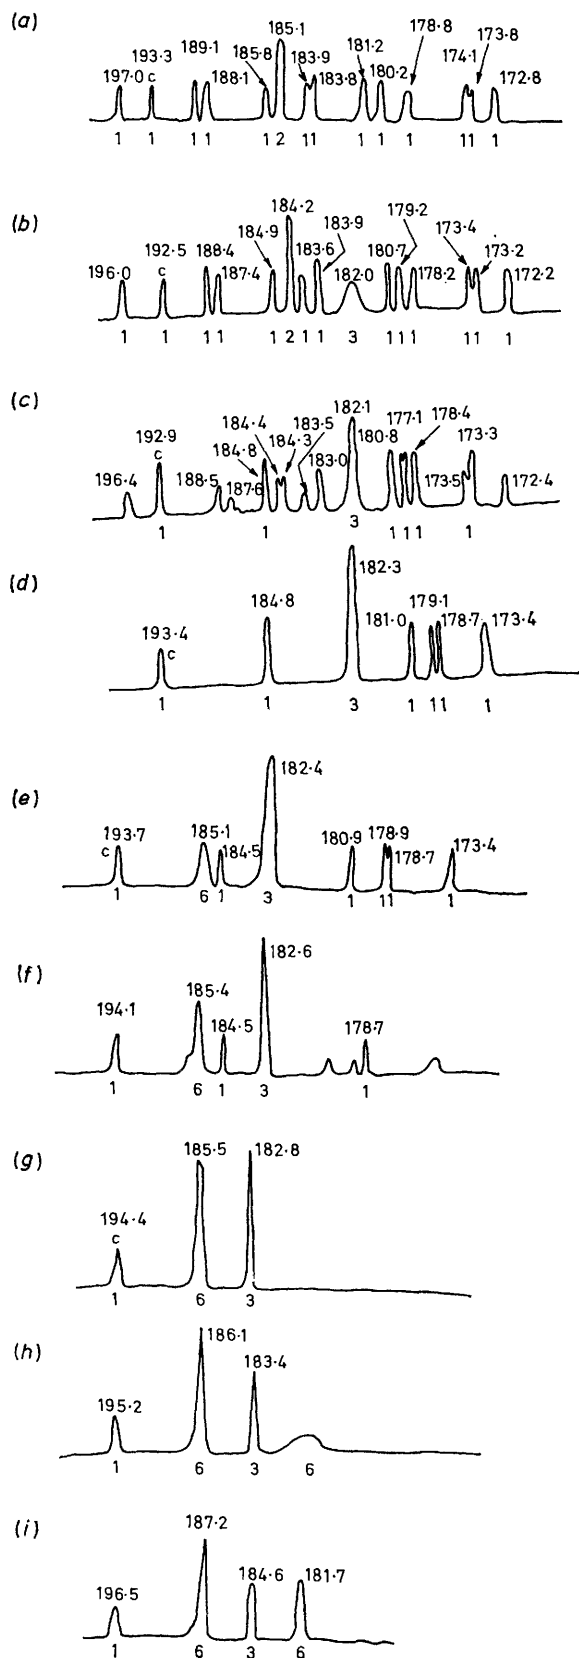 (a)
197·0 193·3 189·1 188·1 185·8 185·1 183·9 183·8 181·2 180·2 178·8 174·1 173·8 172·8
c
1 1 1 1 1 2 1 1 1 1 1 1 1 1
(b)
196·0 192·5 188·4 187·4 184·9 184·2 183·6 183·9 182·0 180·7 179·2 178·2 173·4 173·2 172·2
c
1 1 1 1 1 2 1 1 3 1 1 1 1 1 1
(c)
196·4 192·9 188·5 187·6 184·8 184·4 184·3 183·5 183·0 182·1 180·8 177·1 178·4 173·5 173·3 172·4
c
1 1 3 1 1 1 1
(d)
193·4 184·8 182·3 181·0 179·1 178·7 173·4
c
1 1 3 1 1 1 1
(e)
193·7 185·1 184·5 182·4 180·9 178·9 178·7 173·4
c
1 6 1 3 1 1 1 1
(f)
194·1 185·4 184·5 182·6 178·7
1 6 1 3 1
(g)
194·4 185·5 182·8
c
1 6 3
(h)
195·2 186·1 183·4
1 6 3 6
(i)
196·5 187·2 184·6 181·7
1 6 3 6